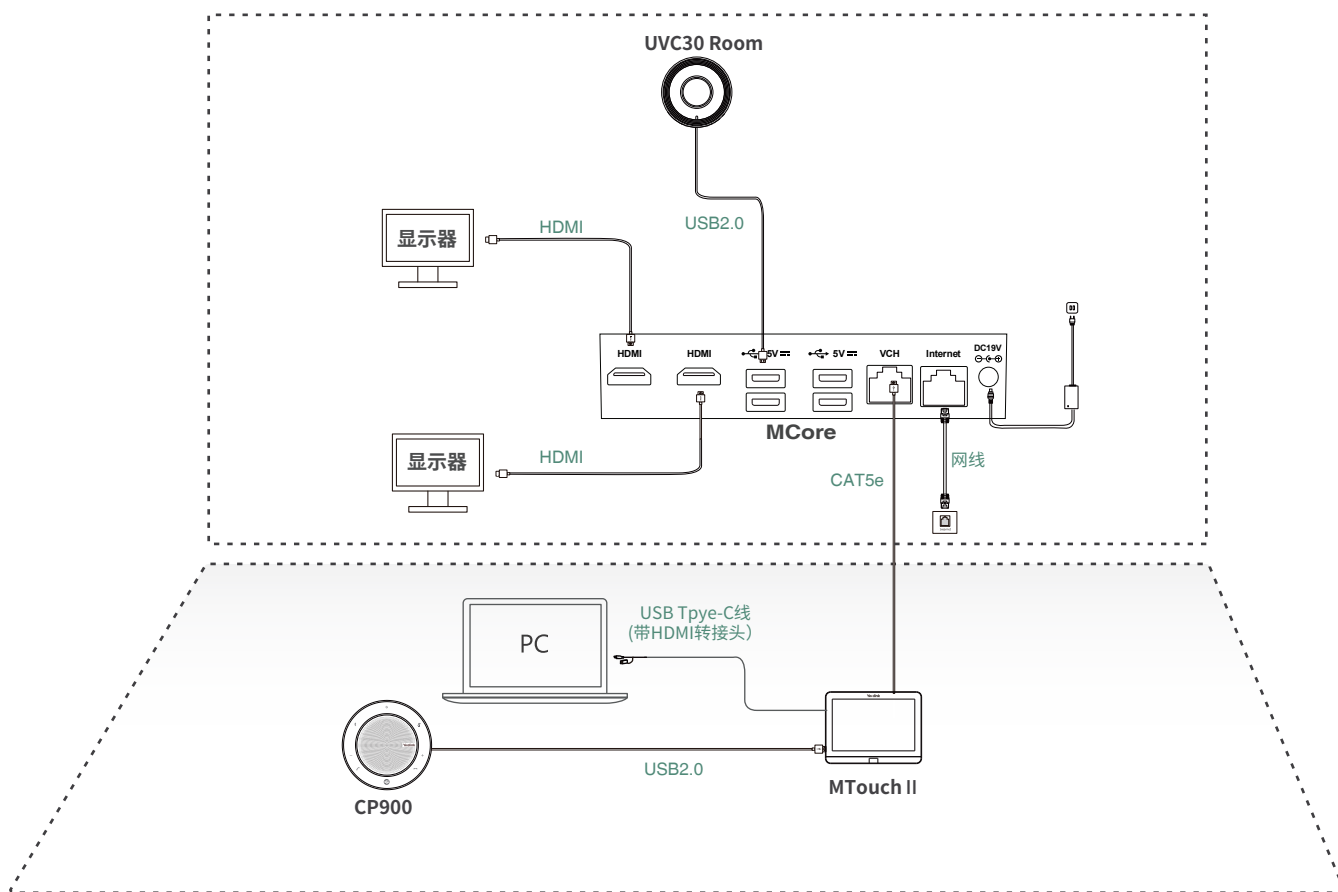 UVC30 Room
显示器
HDMI
USB2.0
HDMI
HDMI
5V
5V
VCH
Internet
DC19V
MCore
显示器
HDMI
CAT5e
网线
USB Tpye-C线
(带HDMI转接头）
PC
Yealink
USB2.0
MTouch II
CP900